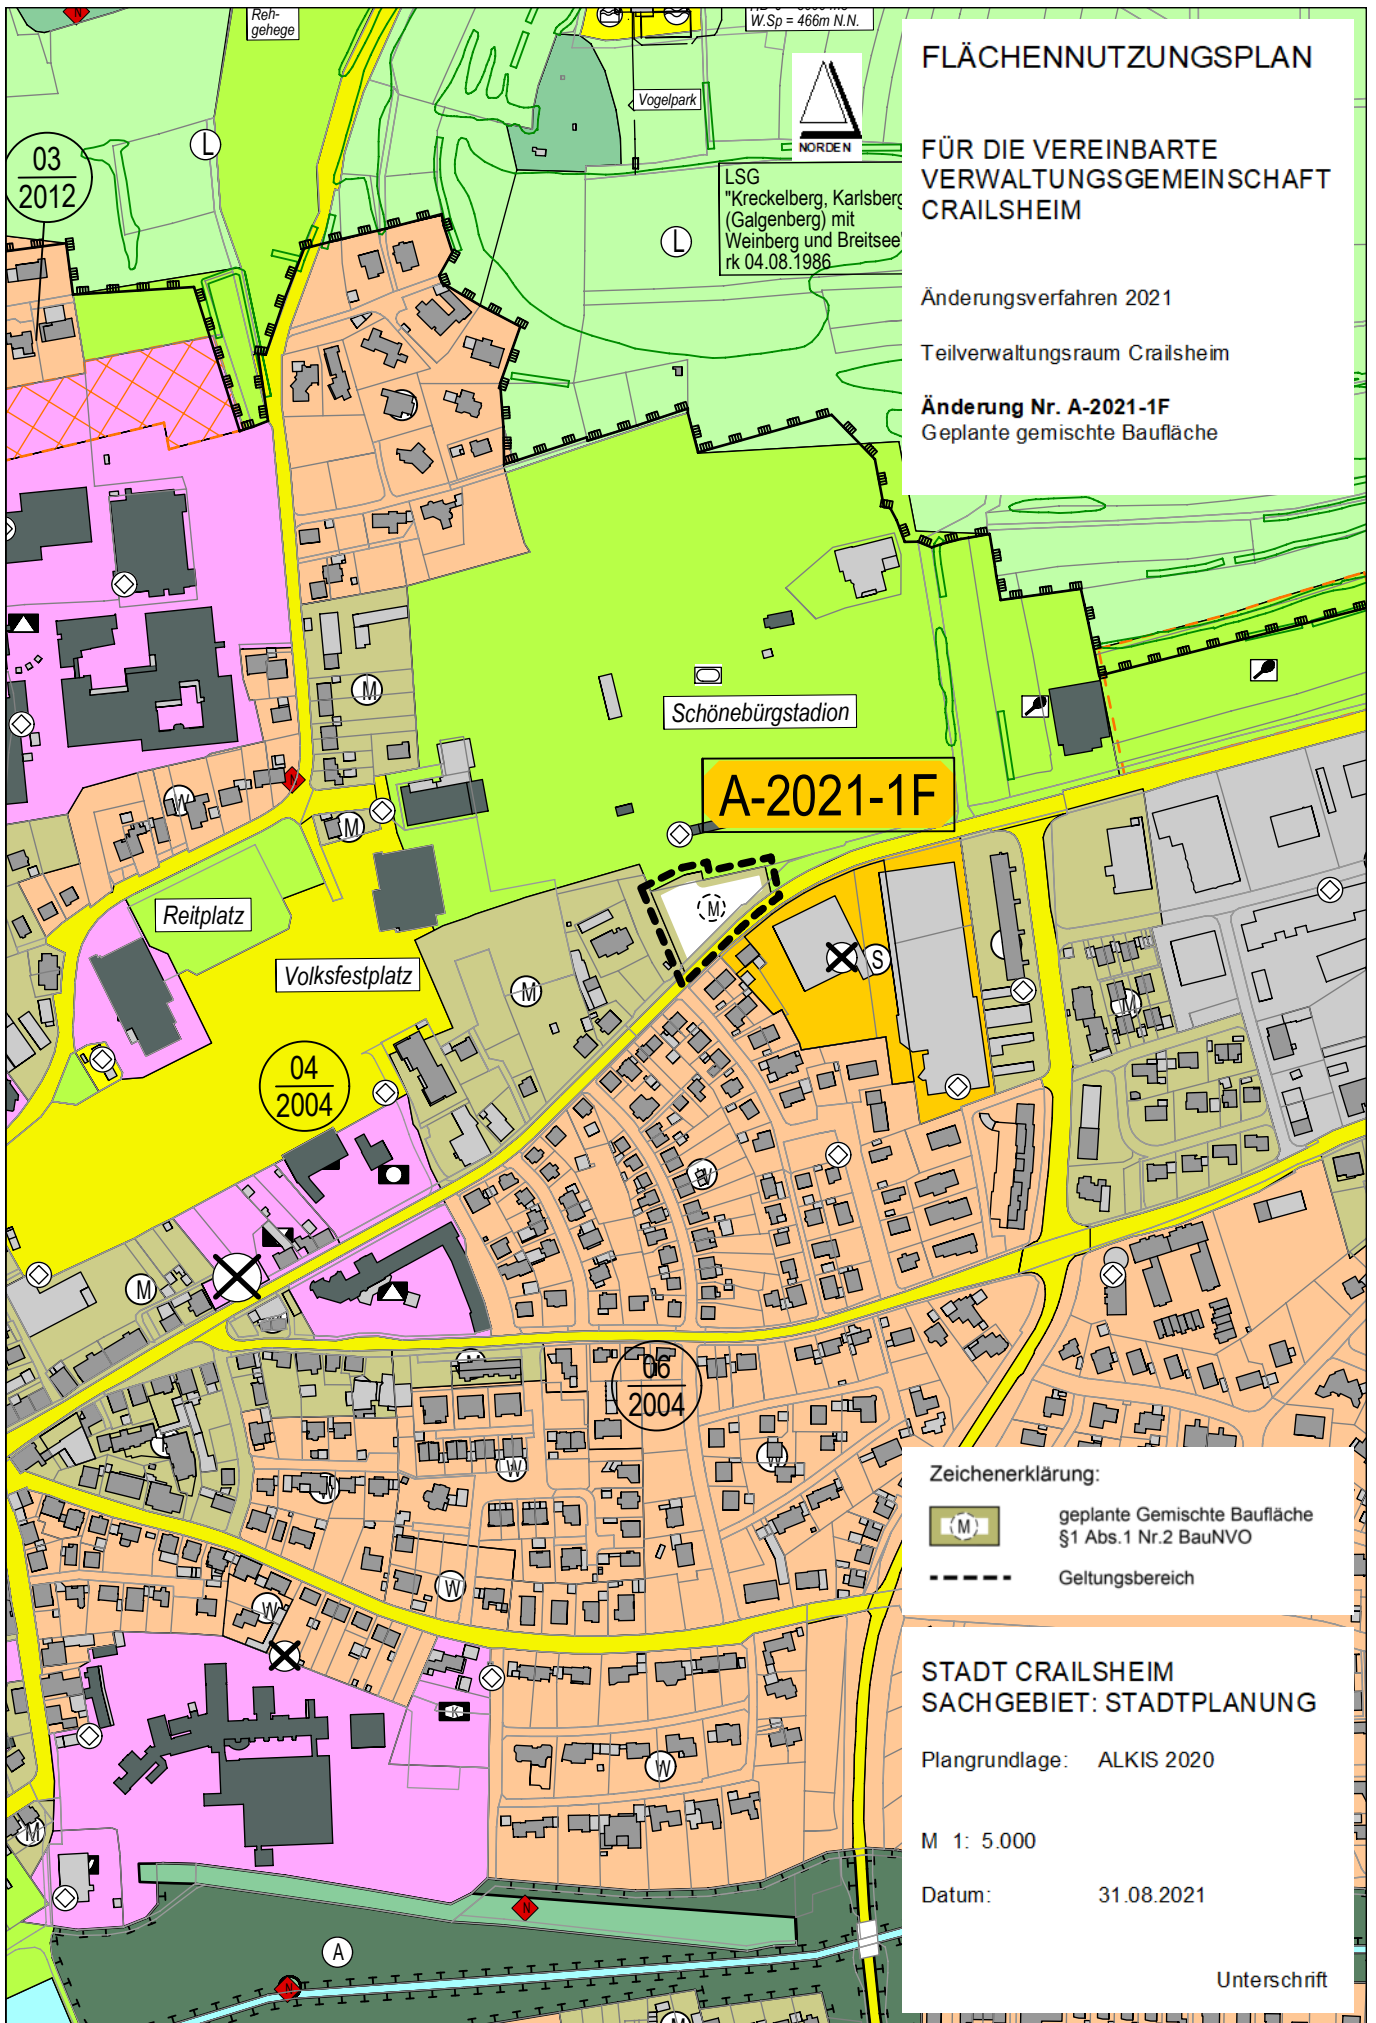 Reh-
gehege
W.Sp = 466m N.N.
Vogelpark
NORDEN
03
2012
L
L
LSG
"Kreckelberg, Karlsberg
(Galgenberg) mit
Weinberg und Breitsee"
rk 04.08.1986
FLÄCHENNUTZUNGSPLAN
FÜR DIE VEREINBARTE
VERWALTUNGSGEMEINSCHAFT
CRAILSHEIM
Änderungsverfahren 2021
Teilverwaltungsraum Crailsheim
Änderung Nr. A-2021-1F
Geplante gemischte Baufläche
M
Schönebürgstadion
A-2021-1F
W
M
Reitplatz
M
Volksfestplatz
M
S
M
04
2004
W
M
06
2004
W
W
W
W
W
W
M
K
N
A
N
M
Zeichenerklärung:
M
geplante Gemischte Baufläche
§1 Abs.1 Nr.2 BauNVO
Geltungsbereich
STADT CRAILSHEIM
SACHGEBIET: STADTPLANUNG
Plangrundlage: ALKIS 2020
M 1: 5.000
Datum: 31.08.2021
Unterschrift